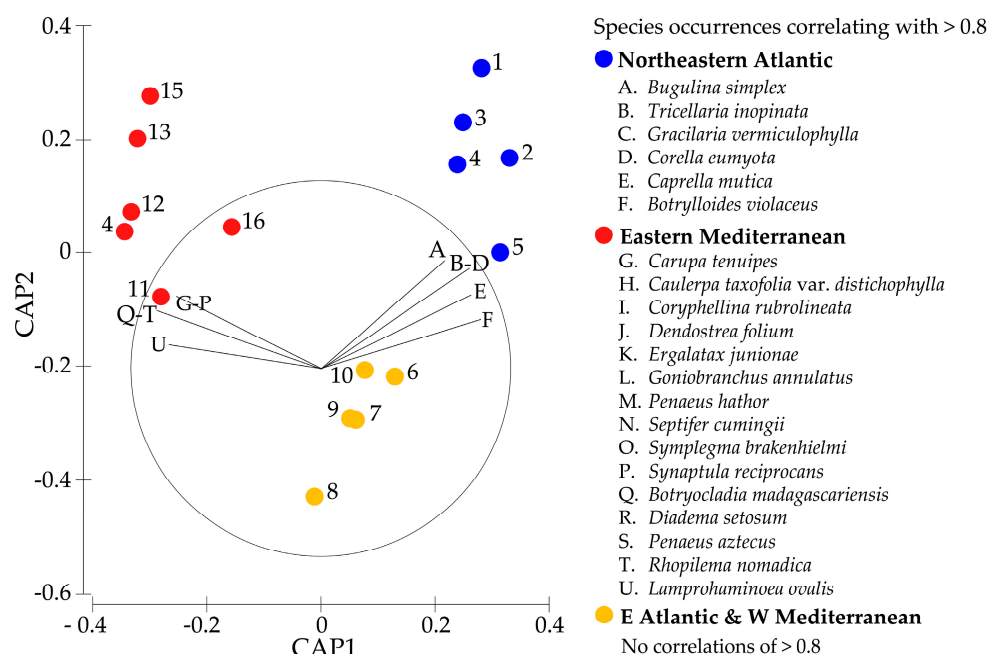 0.4
0.2
0
-0.2
-0.4
-0.6
CAP2
- 0.4
-0.2
0
0.2
0.4
CAP1
15
13
12
4
16
11
G-P
Q-T
U
1
3
4
2
5
A
B-D
E
F
10
6
9
7
8
Species occurrences correlating with > 0.8
Northeastern Atlantic
A. Bugulina simplex
B. Tricellaria inopinata
C. Gracilaria vermiculophylla
D. Corella eumyota
E. Caprella mutica
F. Botrylloides violaceus
Eastern Mediterranean
G. Carupa tenuipes
H. Caulerpa taxofolia var. distichophylla
I. Coryphellina rubrolineata
J. Dendostrea folium
K. Ergalatax junionae
L. Goniobranchus annulatus
M. Penaeus hathor
N. Septifer cumingii
O. Symplegma brakenhielmi
P. Synaptula reciprocans
Q. Botryocladia madagascariensis
R. Diadema setosum
S. Penaeus aztecus
T. Rhopilema nomadica
U. Lamprohaminoea ovalis
E Atlantic & W Mediterranean
No correlations of > 0.8